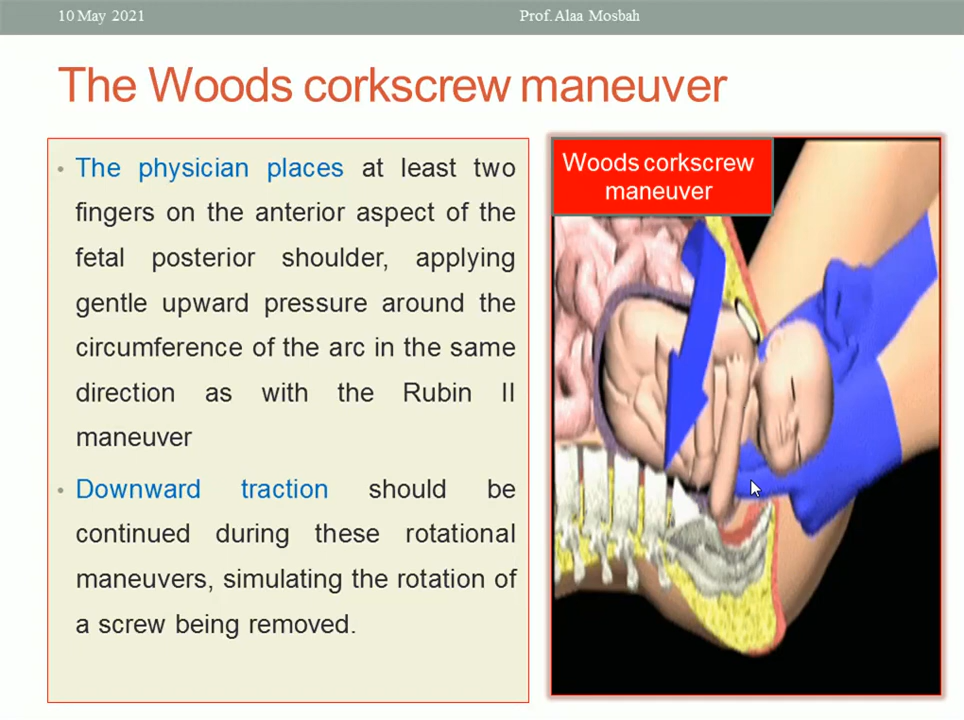 10 May 2021 Prof. Alaa Mosbah
The Woods corkscrew maneuver
• The physician places at least two
fingers on the anterior aspect of the
fetal posterior shoulder, applying
gentle upward pressure around the
circumference of the arc in the same
direction as with the Rubin II
maneuver
• Downward traction should be
continued during these rotational
maneuvers, simulating the rotation of
a screw being removed.
Woods corkscrew
maneuver